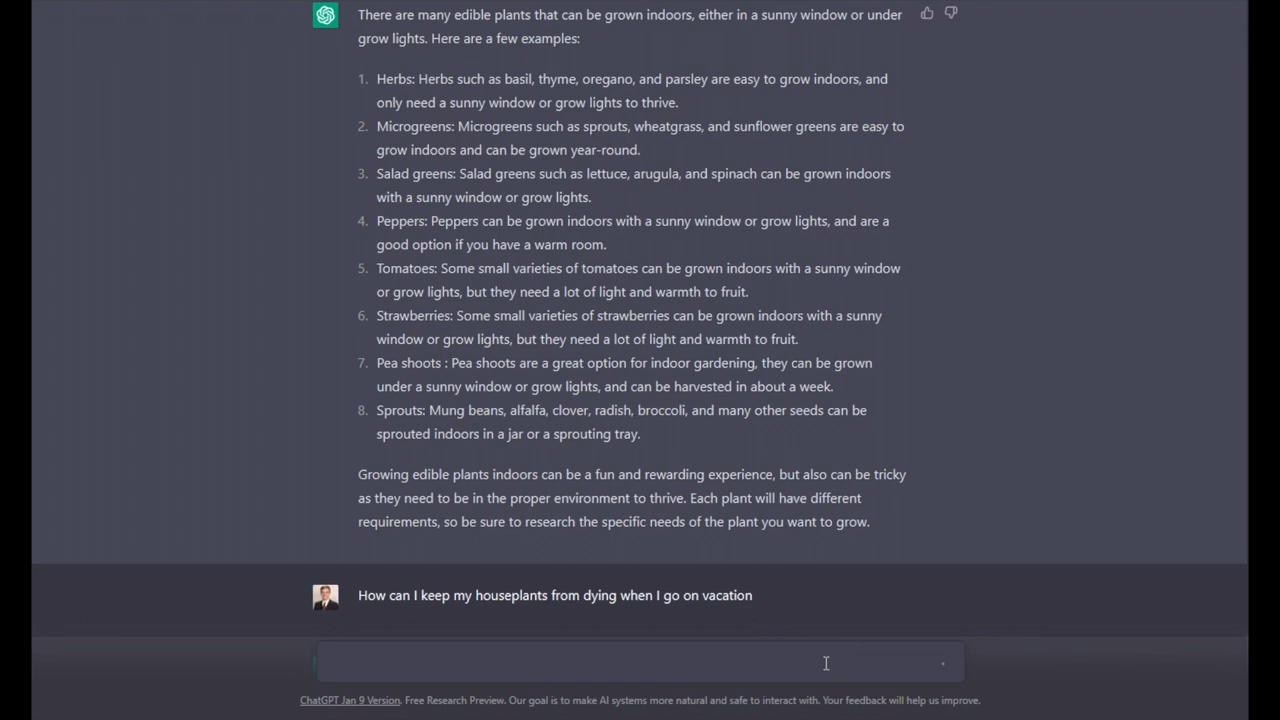 There are many edible plants that can be grown indoors, either in a sunny window or under
grow lights. Here are a few examples:
1. Herbs: Herbs such as basil, thyme, oregano, and parsley are easy to grow indoors, and
only need a sunny window or grow lights to thrive.
2. Microgreens: Microgreens such as sprouts, wheatgrass, and sunflower greens are easy to
grow indoors and can be grown year-round.
3. Salad greens: Salad greens such as lettuce, arugula, and spinach can be grown indoors
with a sunny window or grow lights.
4. Peppers: Peppers can be grown indoors with a sunny window or grow lights, and are a
good option if you have a warm room.
5. Tomatoes: Some small varieties of tomatoes can be grown indoors with a sunny window
or grow lights, but they need a lot of light and warmth to fruit.
6. Strawberries: Some small varieties of strawberries can be grown indoors with a sunny
window or grow lights, but they need a lot of light and warmth to fruit.
7. Pea shoots : Pea shoots are a great option for indoor gardening, they can be grown
under a sunny window or grow lights, and can be harvested in about a week.
8. Sprouts: Mung beans, alfalfa, clover, radish, broccoli, and many other seeds can be
sprouted indoors in a jar or a sprouting tray.
Growing edible plants indoors can be a fun and rewarding experience, but also can be tricky
as they need to be in the proper environment to thrive. Each plant will have different
requirements, so be sure to research the specific needs of the plant you want to grow.
How can I keep my houseplants from dying when I go on vacation
ChatGPT Jan 9 Version. Free Research Preview. Our goal is to make AI systems more natural and safe to interact with. Your feedback will help us improve.